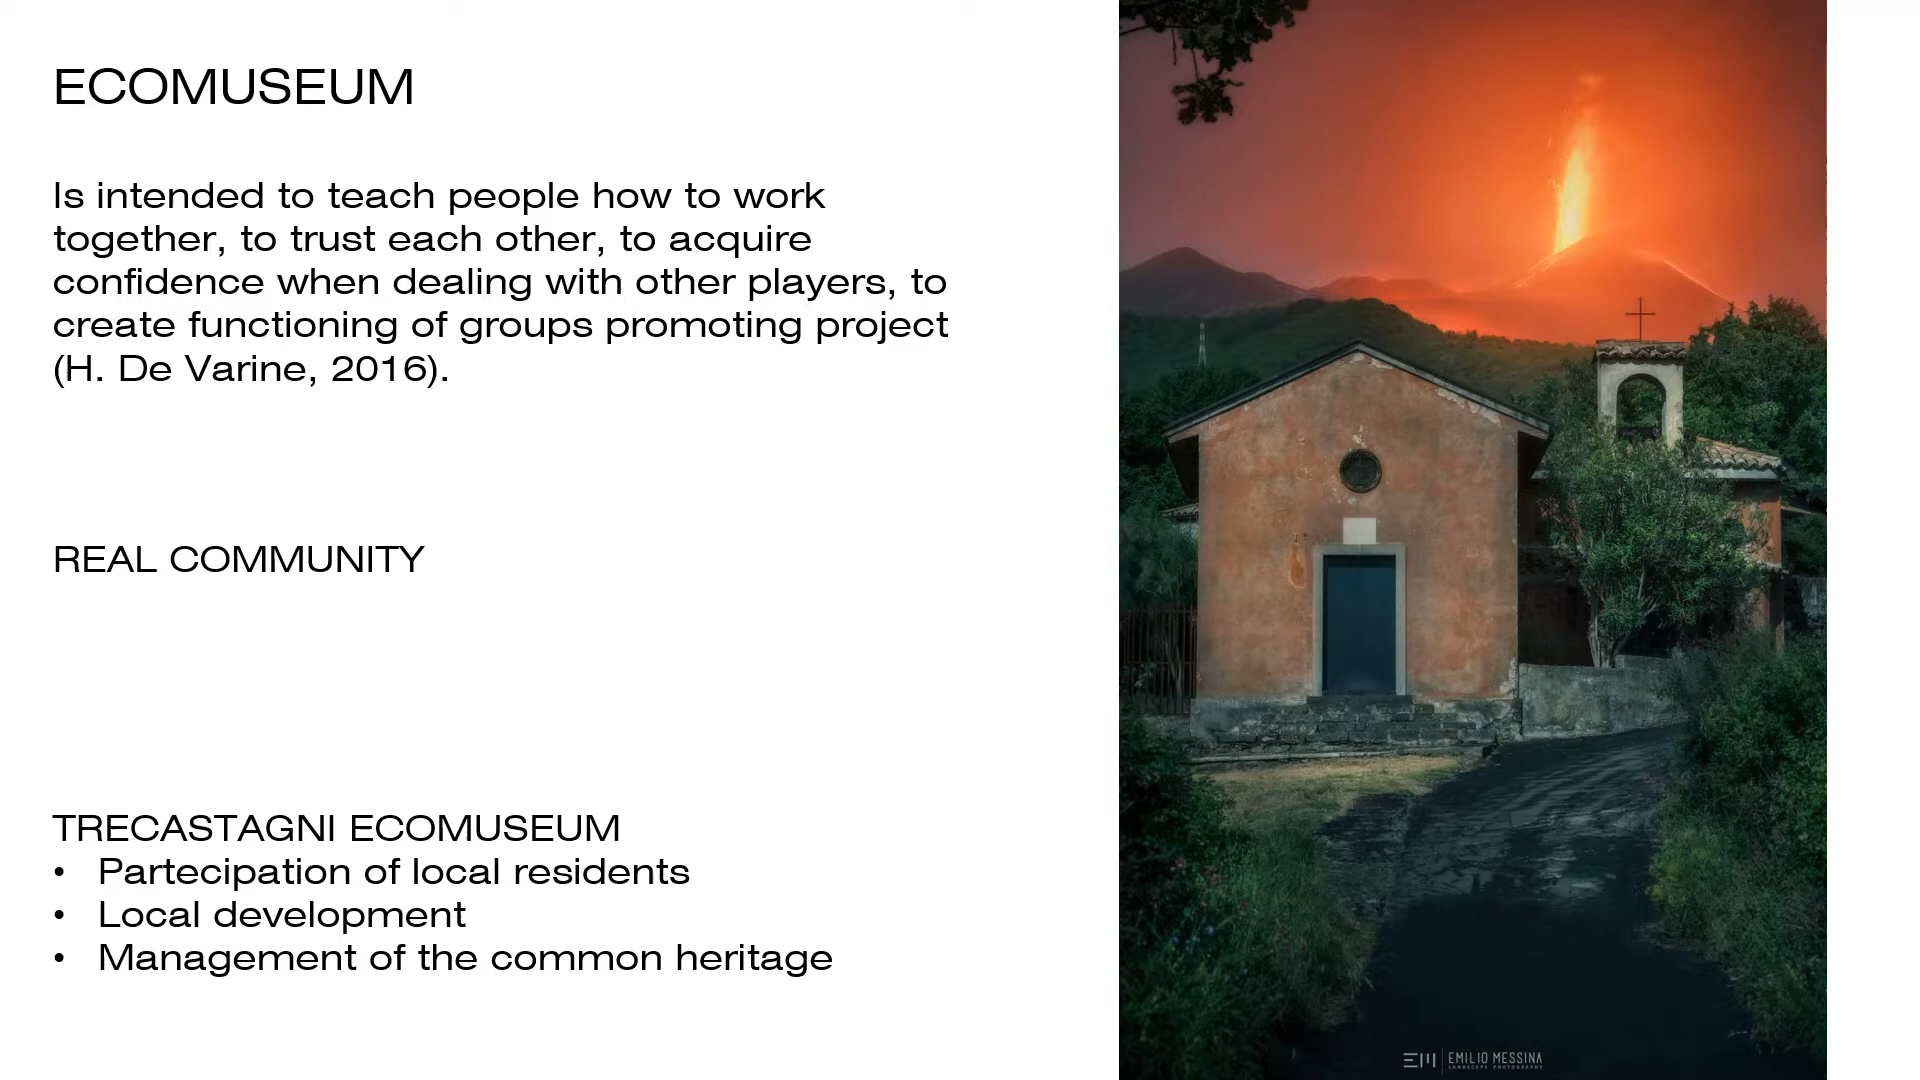 ECOMUSEUM
Is intended to teach people how to work
together, to trust each other, to acquire
confidence when dealing with other players, to
create functioning of groups promoting project
(H. De Varine, 2016).
REAL COMMUNITY
TRECASTAGNI ECOMUSEUM
• Partecipation of local residents
• Local development
• Management of the common heritage
EM EMILIO MESSINA
LANDSCAPE PHOTOGRAPHY